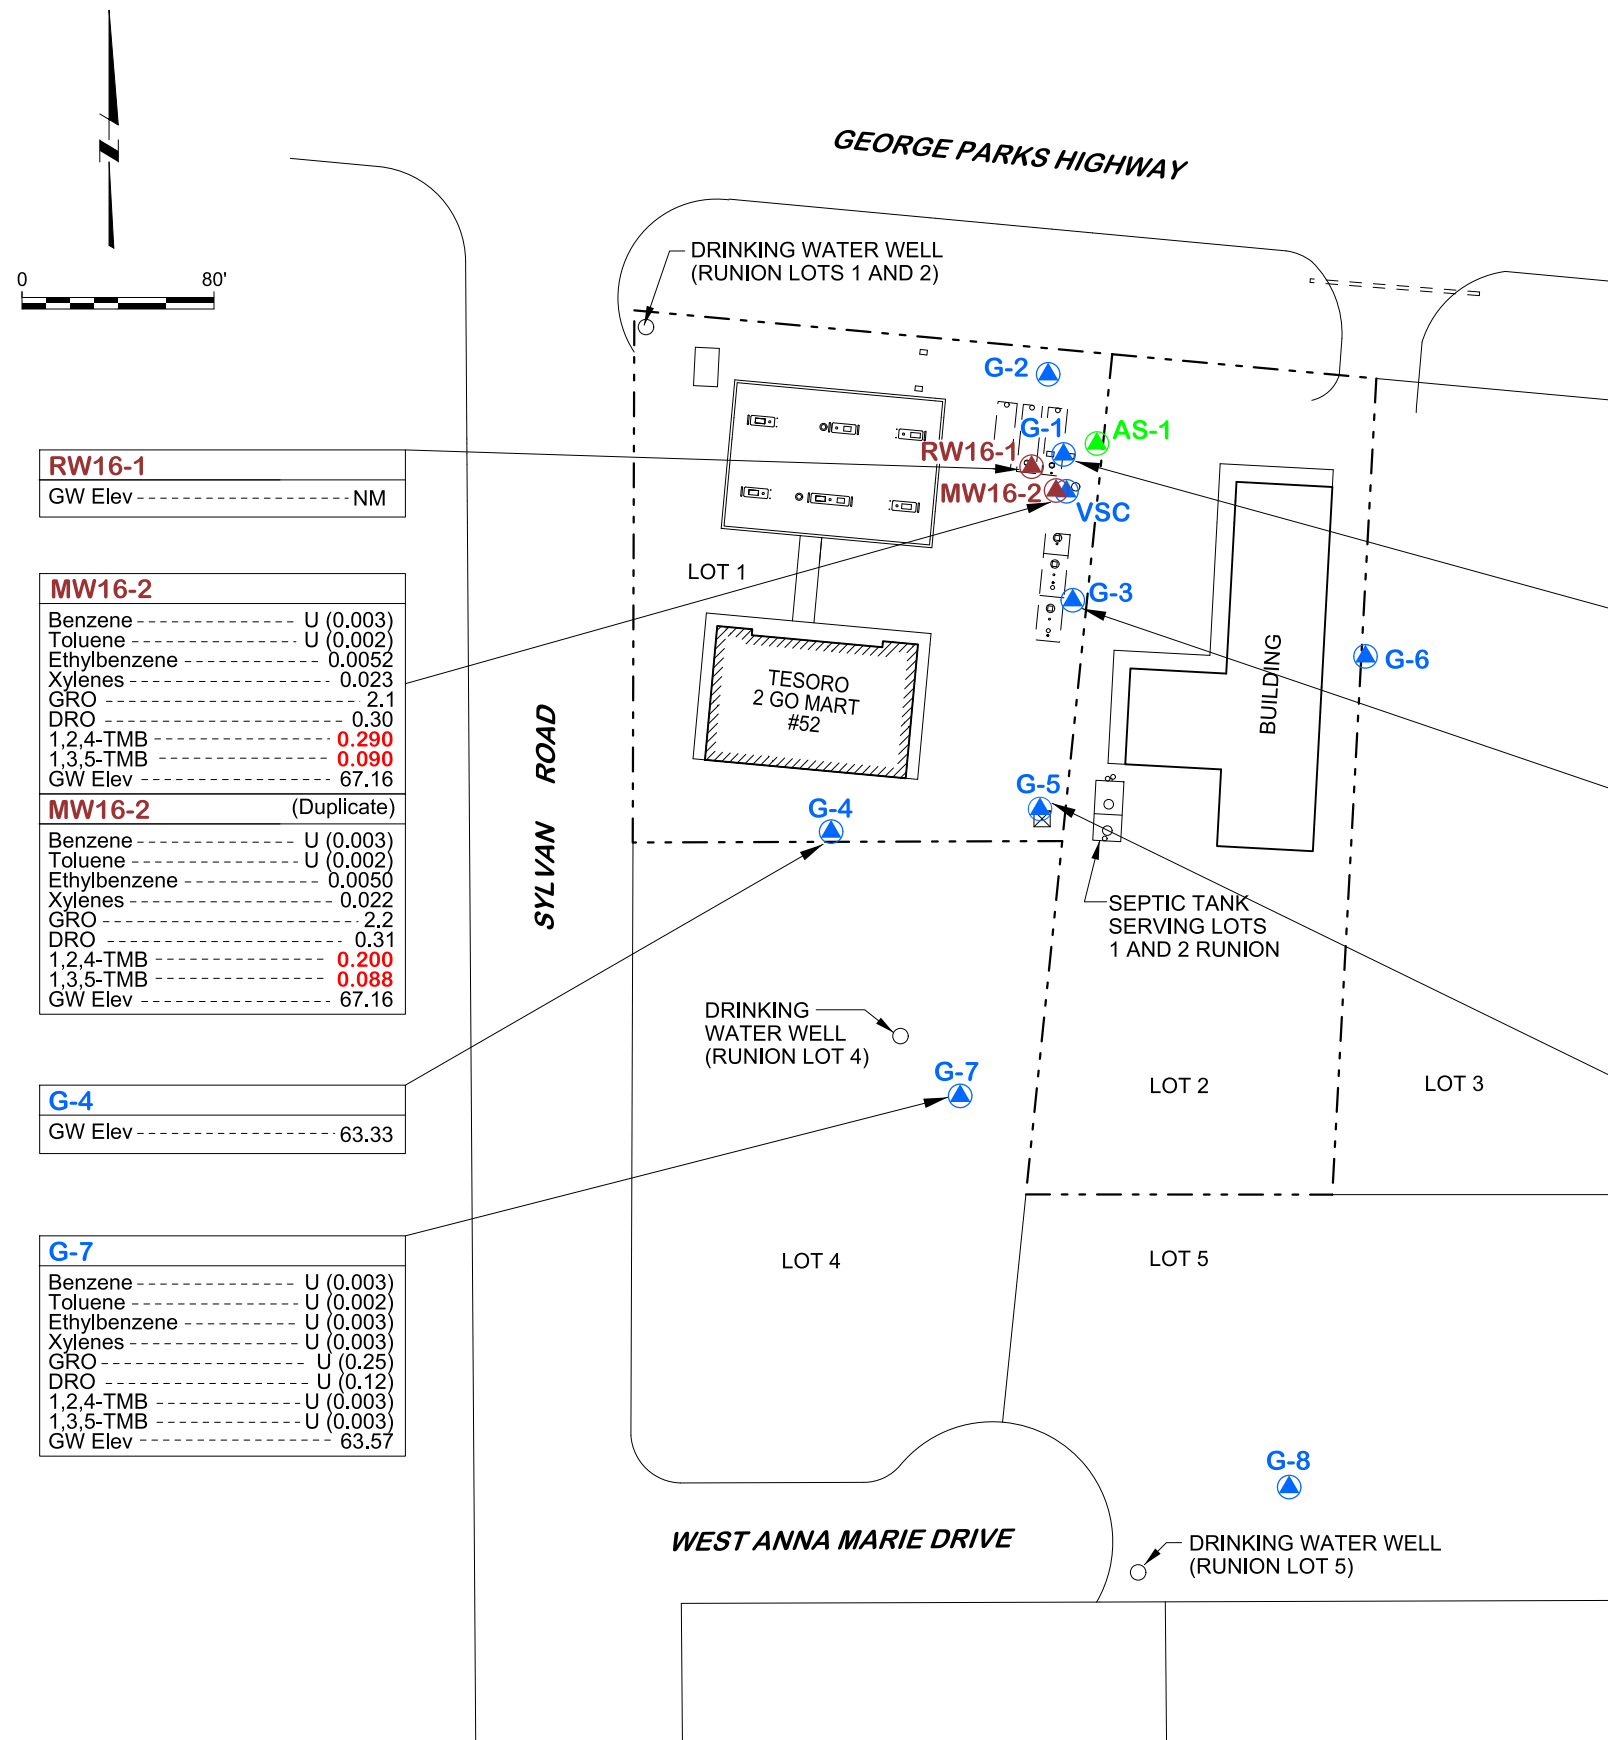 GEORGE PARKS HIGHWAY
0 80'
DRINKING WATER WELL
(RUNION LOTS 1 AND 2)
G-2
G-1
AS-1
RW16-1
MW16-2
VSC
LOT 1
G-3
TESORO
2 GO MART
#52
BUILDING
G-6
SYLVAN ROAD
G-5
G-4
SEPTIC TANK
SERVING LOTS
1 AND 2 RUNION
DRINKING
WATER WELL
(RUNION LOT 4)
G-7
LOT 2
LOT 3
LOT 4
LOT 5
G-8
WEST ANNA MARIE DRIVE
DRINKING WATER WELL
(RUNION LOT 5)
RW16-1
GW Elev NM
MW16-2
Benzene U (0.003)
Toluene U (0.002)
Ethylbenzene 0.0052
Xylenes 0.023
GRO 2.1
DRO 0.30
1,2,4-TMB 0.290
1,3,5-TMB 0.090
GW Elev 67.16
MW16-2 (Duplicate)
Benzene U (0.003)
Toluene U (0.002)
Ethylbenzene 0.0050
Xylenes 0.022
GRO 2.2
DRO 0.31
1,2,4-TMB 0.200
1,3,5-TMB 0.088
GW Elev 67.16
G-4
GW Elev 63.33
G-7
Benzene U (0.003)
Toluene U (0.002)
Ethylbenzene U (0.003)
Xylenes U (0.003)
GRO U (0.25)
DRO U (0.12)
1,2,4-TMB U (0.003)
1,3,5-TMB U (0.003)
GW Elev 63.57